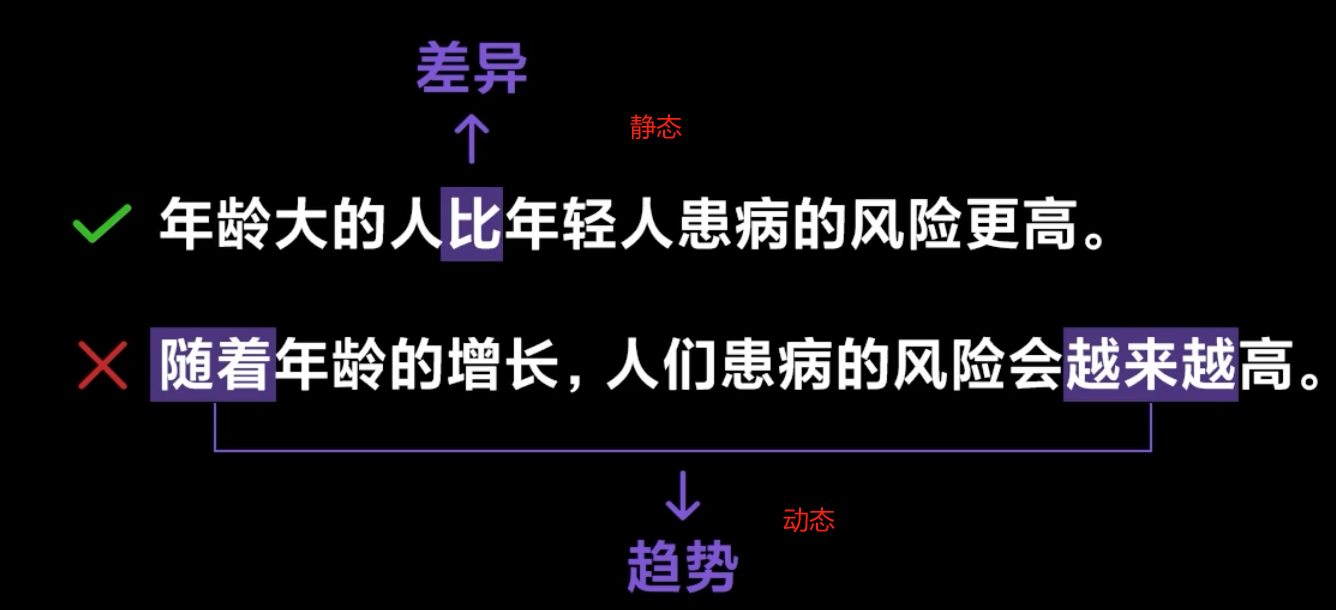 差异
静态
年龄大的人比年轻人患病的风险更高。
随着年龄的增长，人们患病的风险会越来越高。
动态
趋势